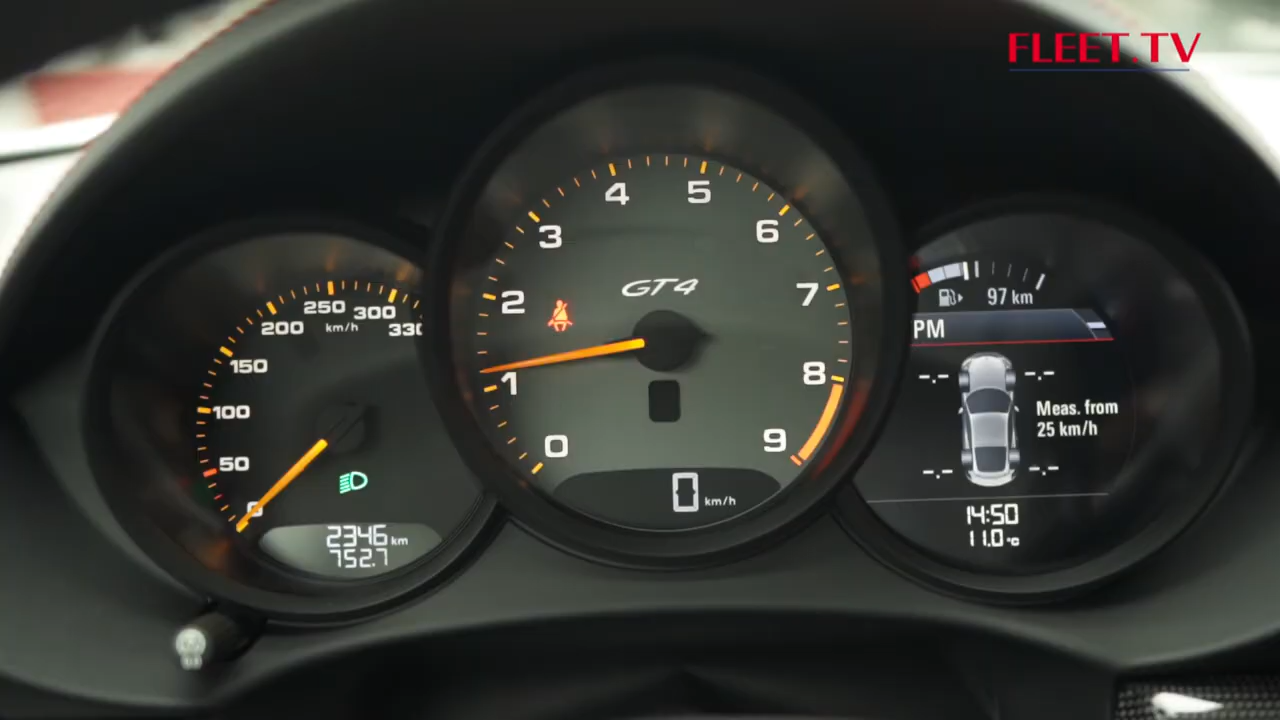 FLEET.TV
0
50
100
150
200
250
300
330
km/h
2346 km
752.7
0
1
2
3
4
5
6
7
8
9
GT4
0 km/h
97 km
PM
-.- -.-
Meas. from
25 km/h
-.- -.-
14:50
11.0 °C